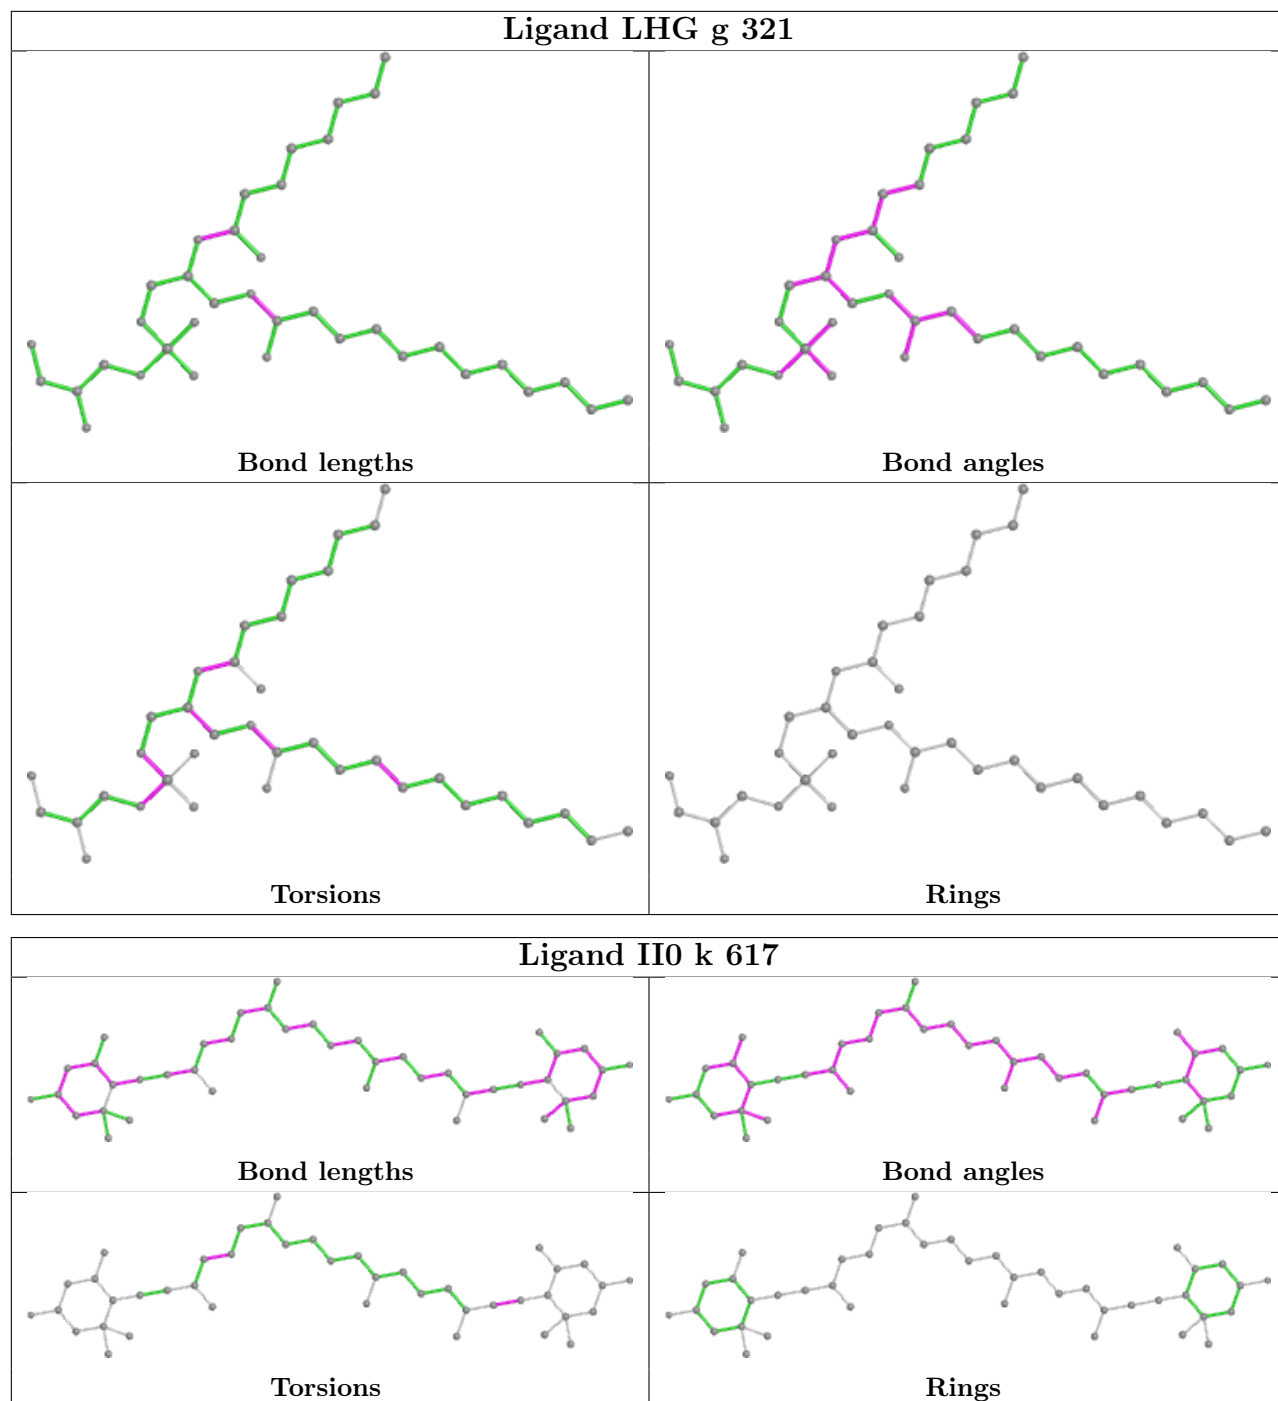 Ligand LHG g 321
Bond lengths
Bond angles
Torsions
Rings
Ligand II0 k 617
Bond lengths
Bond angles
Torsions
Rings